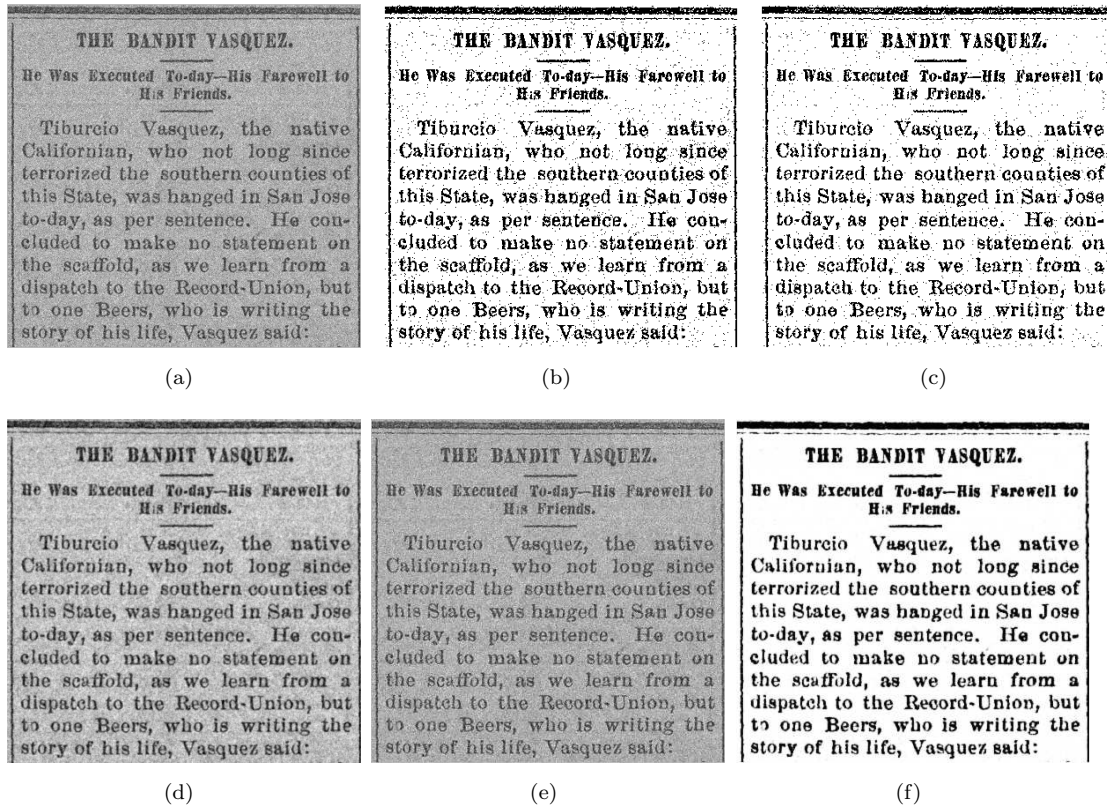 THE BANDIT VASQUEZ.
He Was Executed To-day—His Farewell to
His Friends.
Tiburcio Vasquez, the native
Californian, who not long since
terrorized the southern counties of
this State, was hanged in San Jose
to-day, as per sentence. He con-
cluded to make no statement on
the scaffold, as we learn from a
dispatch to the Record-Union, but
to one Beers, who is writing the
story of his life, Vasquez said:
(a)
THE BANDIT VASQUEZ.
He Was Executed To-day—His Farewell to
His Friends.
Tiburcio Vasquez, the native
Californian, who not long since
terrorized the southern counties of
this State, was hanged in San Jose
to-day, as per sentence. He con-
cluded to make no statement on
the scaffold, as we learn from a
dispatch to the Record-Union, but
to one Beers, who is writing the
story of his life, Vasquez said:
(b)
THE BANDIT VASQUEZ.
He Was Executed To-day—His Farewell to
His Friends.
Tiburcio Vasquez, the native
Californian, who not long since
terrorized the southern counties of
this State, was hanged in San Jose
to-day, as per sentence. He con-
cluded to make no statement on
the scaffold, as we learn from a
dispatch to the Record-Union, but
to one Beers, who is writing the
story of his life, Vasquez said:
(c)
THE BANDIT VASQUEZ.
He Was Executed To-day—His Farewell to
His Friends.
Tiburcio Vasquez, the native
Californian, who not long since
terrorized the southern counties of
this State, was hanged in San Jose
to-day, as per sentence. He con-
cluded to make no statement on
the scaffold, as we learn from a
dispatch to the Record-Union, but
to one Beers, who is writing the
story of his life, Vasquez said:
(d)
THE BANDIT VASQUEZ.
He Was Executed To-day—His Farewell to
His Friends.
Tiburcio Vasquez, the native
Californian, who not long since
terrorized the southern counties of
this State, was hanged in San Jose
to-day, as per sentence. He con-
cluded to make no statement on
the scaffold, as we learn from a
dispatch to the Record-Union, but
to one Beers, who is writing the
story of his life, Vasquez said:
(e)
THE BANDIT VASQUEZ.
He Was Executed To-day—His Farewell to
His Friends.
Tiburcio Vasquez, the native
Californian, who not long since
terrorized the southern counties of
this State, was hanged in San Jose
to-day, as per sentence. He con-
cluded to make no statement on
the scaffold, as we learn from a
dispatch to the Record-Union, but
to one Beers, who is writing the
story of his life, Vasquez said:
(f)